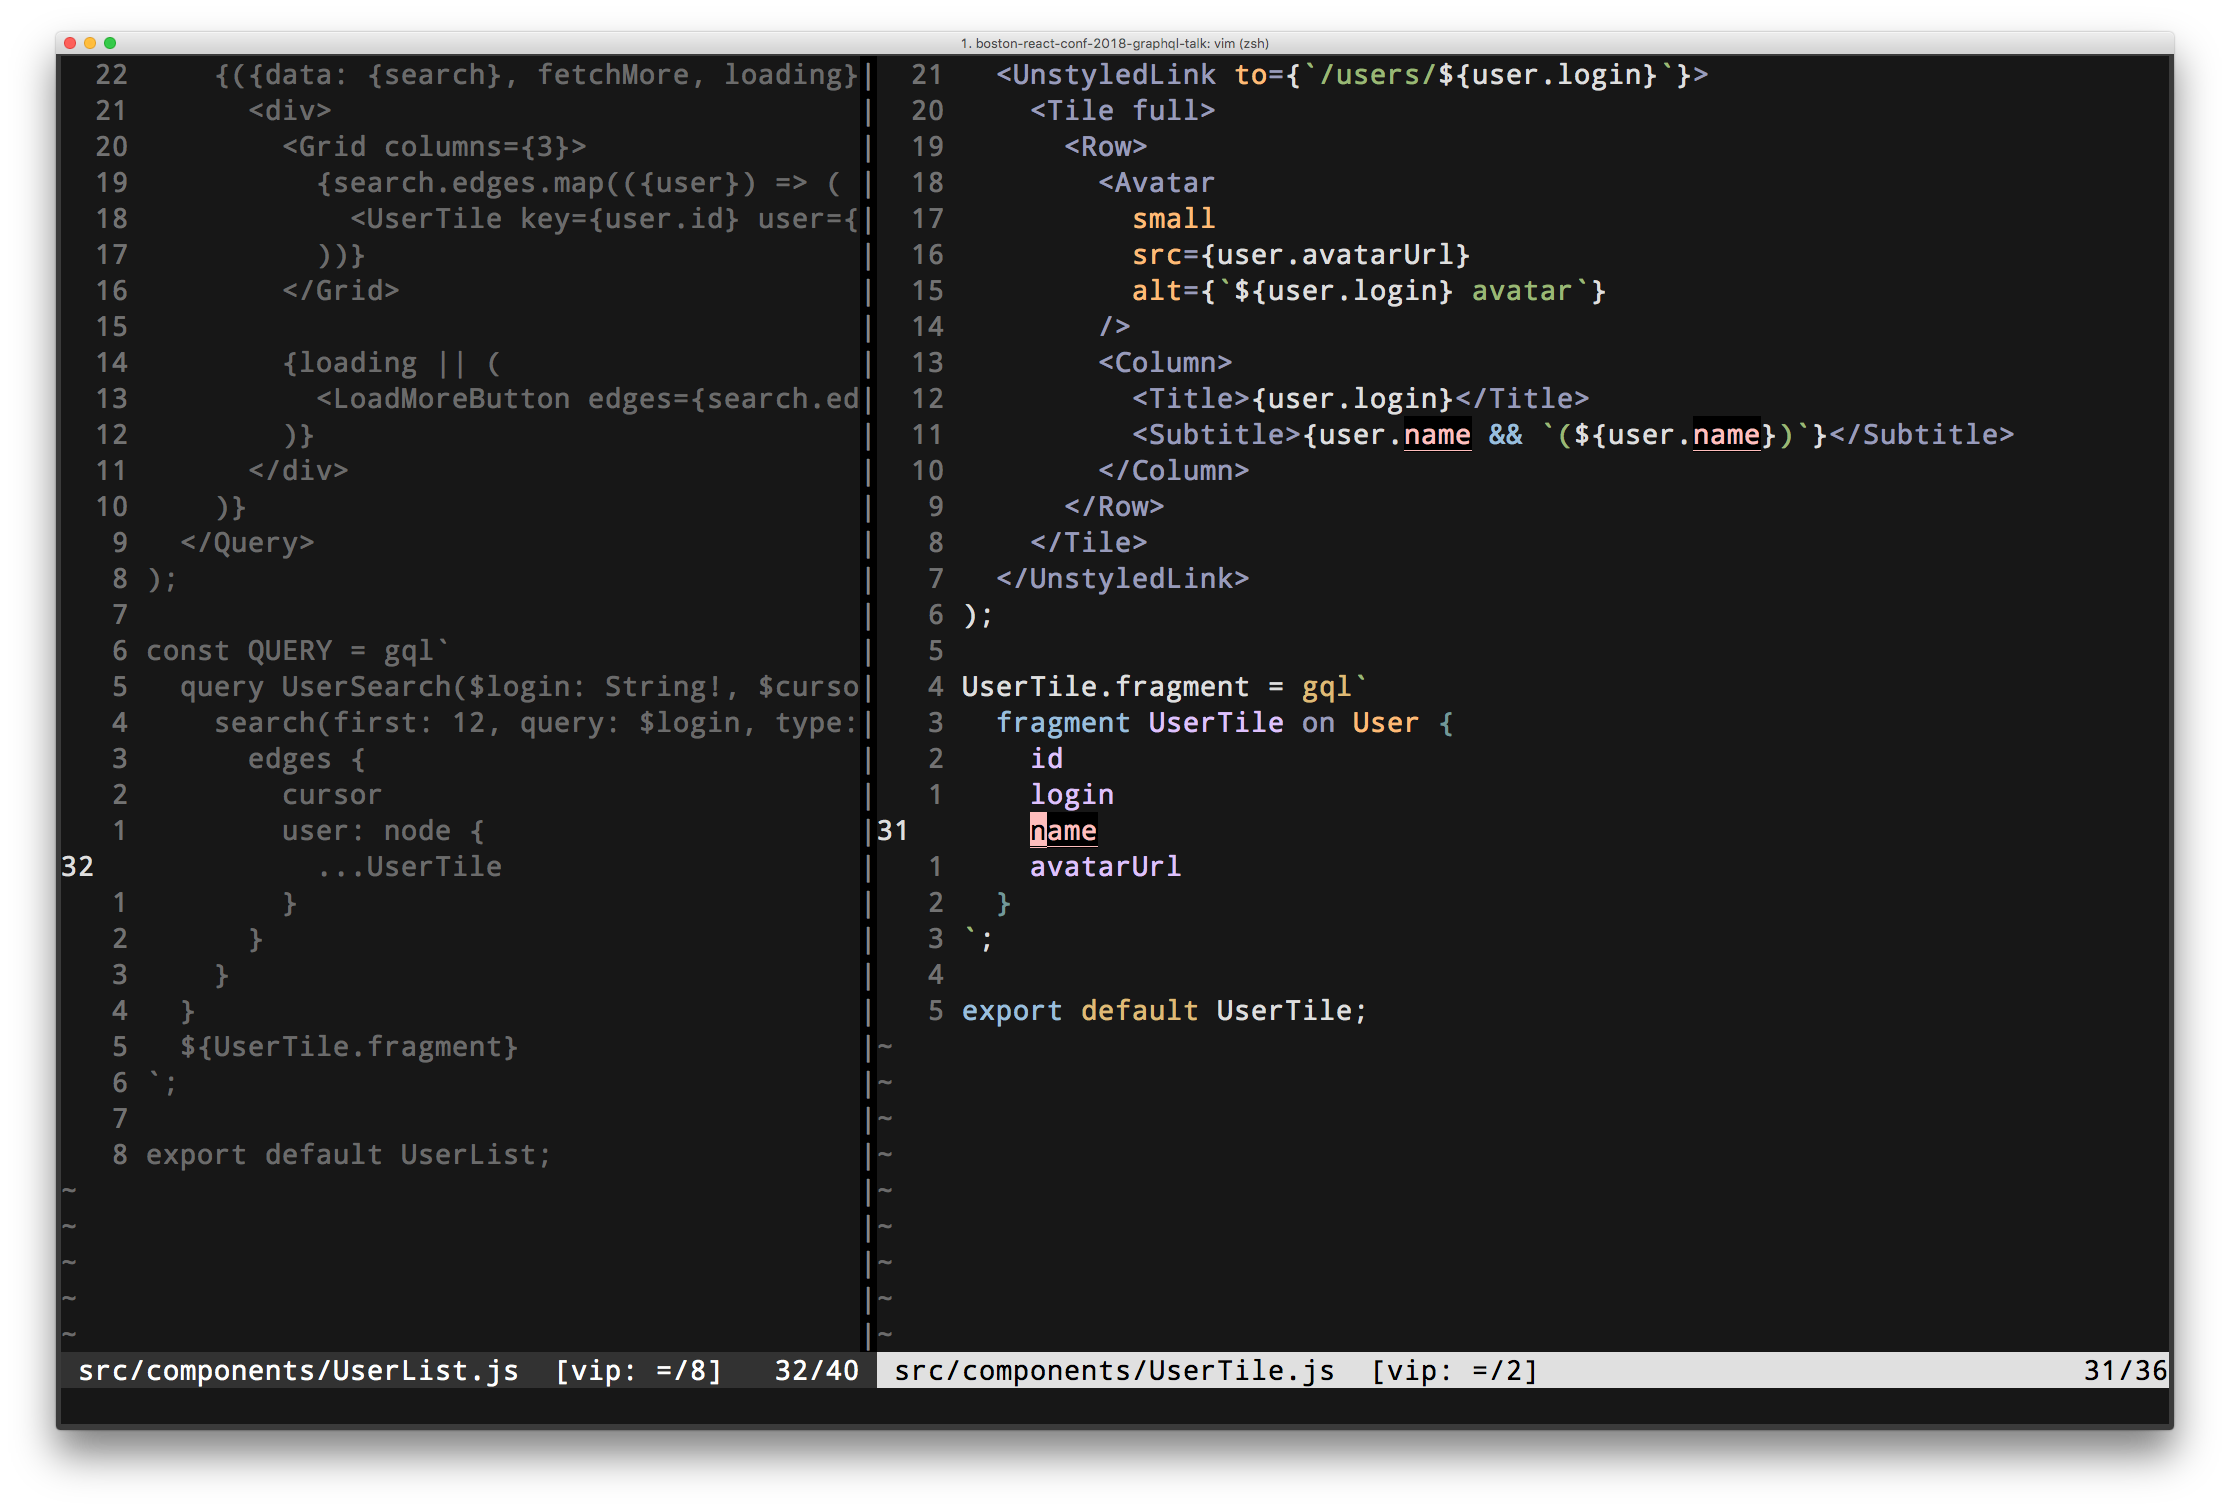 1. boston-react-conf-2018-graphql-talk: vim (zsh)
22     {({data: {search}, fetchMore, loading}
21       <div>
20         <Grid columns={3}>
19           {search.edges.map(({user}) => (
18             <UserTile key={user.id} user={
17           ))}
16         </Grid>
15
14         {loading || (
13           <LoadMoreButton edges={search.ed
12         )}
11       </div>
10     )}
9   </Query>
8 );
7
6 const QUERY = gql`
5   query UserSearch($login: String!, $curso
4     search(first: 12, query: $login, type:
3       edges {
2         cursor
1         user: node {
32           ...UserTile
1         }
2       }
3     }
4   }
5   ${UserTile.fragment}
6 `;
7
8 export default UserList;
~
~
~
~
~
src/components/UserList.js  [vip: =/8]   32/40
21   <UnstyledLink to={`/users/${user.login}`}>
20     <Tile full>
19       <Row>
18         <Avatar
17           small
16           src={user.avatarUrl}
15           alt={`${user.login} avatar`}
14         />
13         <Column>
12           <Title>{user.login}</Title>
11           <Subtitle>{user.name && `(${user.name})`}</Subtitle>
10         </Column>
9       </Row>
8     </Tile>
7   </UnstyledLink>
6 );
5
4 UserTile.fragment = gql`
3   fragment UserTile on User {
2     id
1     login
31     name
1     avatarUrl
2   }
3 `;
4
5 export default UserTile;
~
~
~
~
~
~
~
~
~
src/components/UserTile.js  [vip: =/2]   31/36